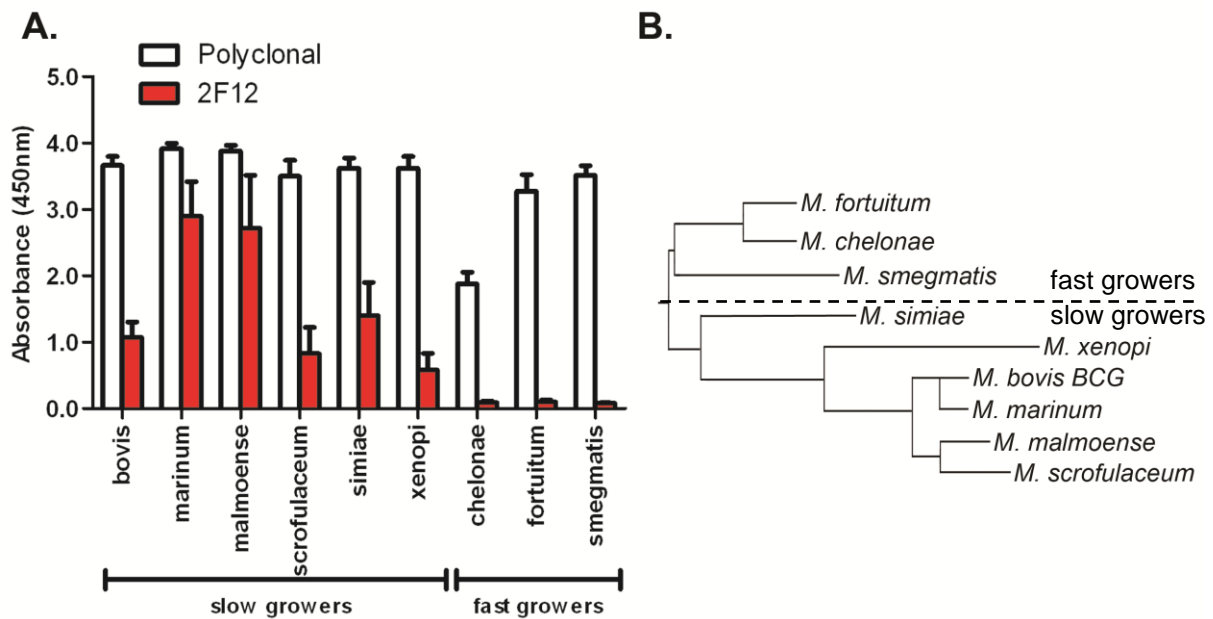 A.
Polyclonal
2F12
Absorbance (450nm)
5.0
4.0
3.0
2.0
1.0
0.0
bovis
marinum
malmoense
scrofulaceum
simiae
xenopi
chelonae
fortuitum
smegmatis
slow growers
fast growers
B.
M. fortuitum
M. chelonae
M. smegmatis
fast growers
slow growers
M. simiae
M. xenopi
M. bovis BCG
M. marinum
M. malmoense
M. scrofulaceum